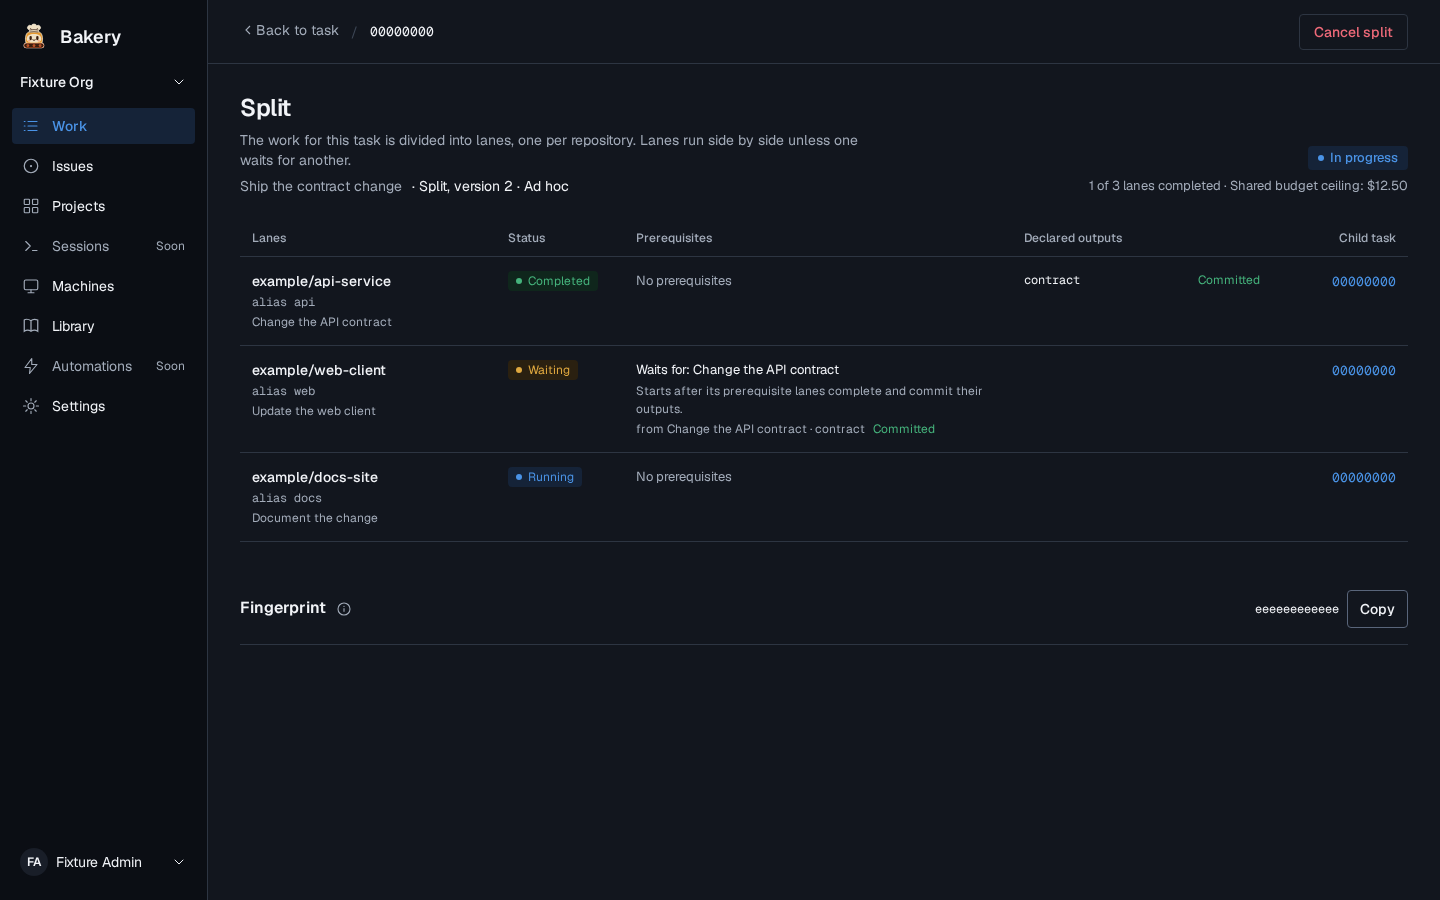 Bakery
Fixture Org
Work
Issues
Projects
Sessions Soon
Machines
Library
Automations Soon
Settings
FA Fixture Admin
Back to task / 00000000
Cancel split
Split
The work for this task is divided into lanes, one per repository. Lanes run side by side unless one
waits for another.
In progress
Ship the contract change · Split, version 2 · Ad hoc
1 of 3 lanes completed · Shared budget ceiling: $12.50
Lanes Status Prerequisites Declared outputs Child task
example/api-service Completed No prerequisites contract Committed 00000000
alias api
Change the API contract
example/web-client Waiting Waits for: Change the API contract 00000000
alias web Starts after its prerequisite lanes complete and commit their
Update the web client outputs.
from Change the API contract · contract Committed
example/docs-site Running No prerequisites 00000000
alias docs
Document the change
Fingerprint eeeeeeeeeeee Copy